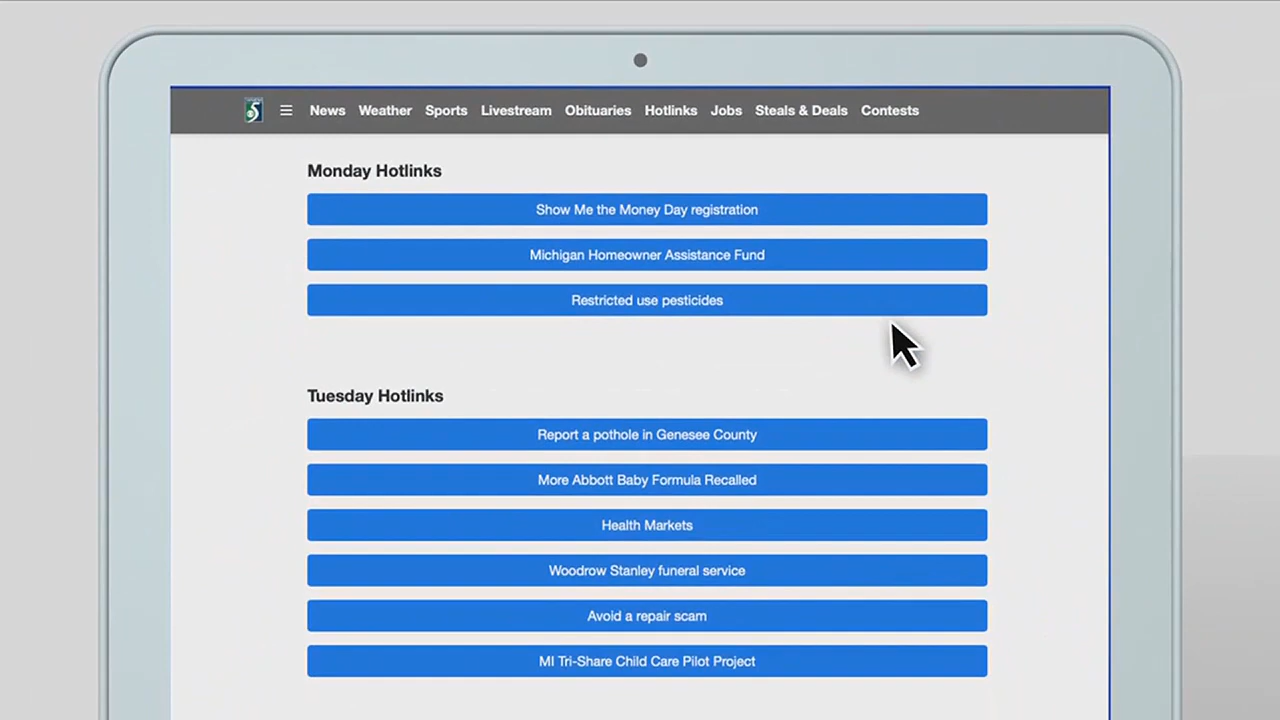 5
News Weather Sports Livestream Obituaries Hotlinks Jobs Steals & Deals Contests
Monday Hotlinks
Show Me the Money Day registration
Michigan Homeowner Assistance Fund
Restricted use pesticides
Tuesday Hotlinks
Report a pothole in Genesee County
More Abbott Baby Formula Recalled
Health Markets
Woodrow Stanley funeral service
Avoid a repair scam
MI Tri-Share Child Care Pilot Project